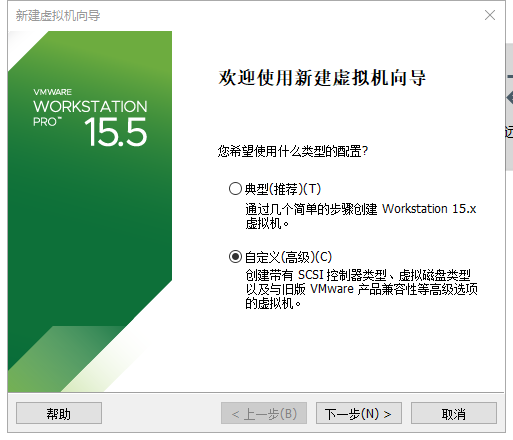 新建虚拟机向导
VMWARE
WORKSTATION
PRO™
15.5
欢迎使用新建虚拟机向导
您希望使用什么类型的配置?
典型(推荐)(T)
通过几个简单的步骤创建 Workstation 15.x
虚拟机。
自定义(高级)(C)
创建带有 SCSI 控制器类型、虚拟磁盘类型
以及与旧版 VMware 产品兼容性等高级选项
的虚拟机。
帮助
< 上一步(B)
下一步(N) >
取消